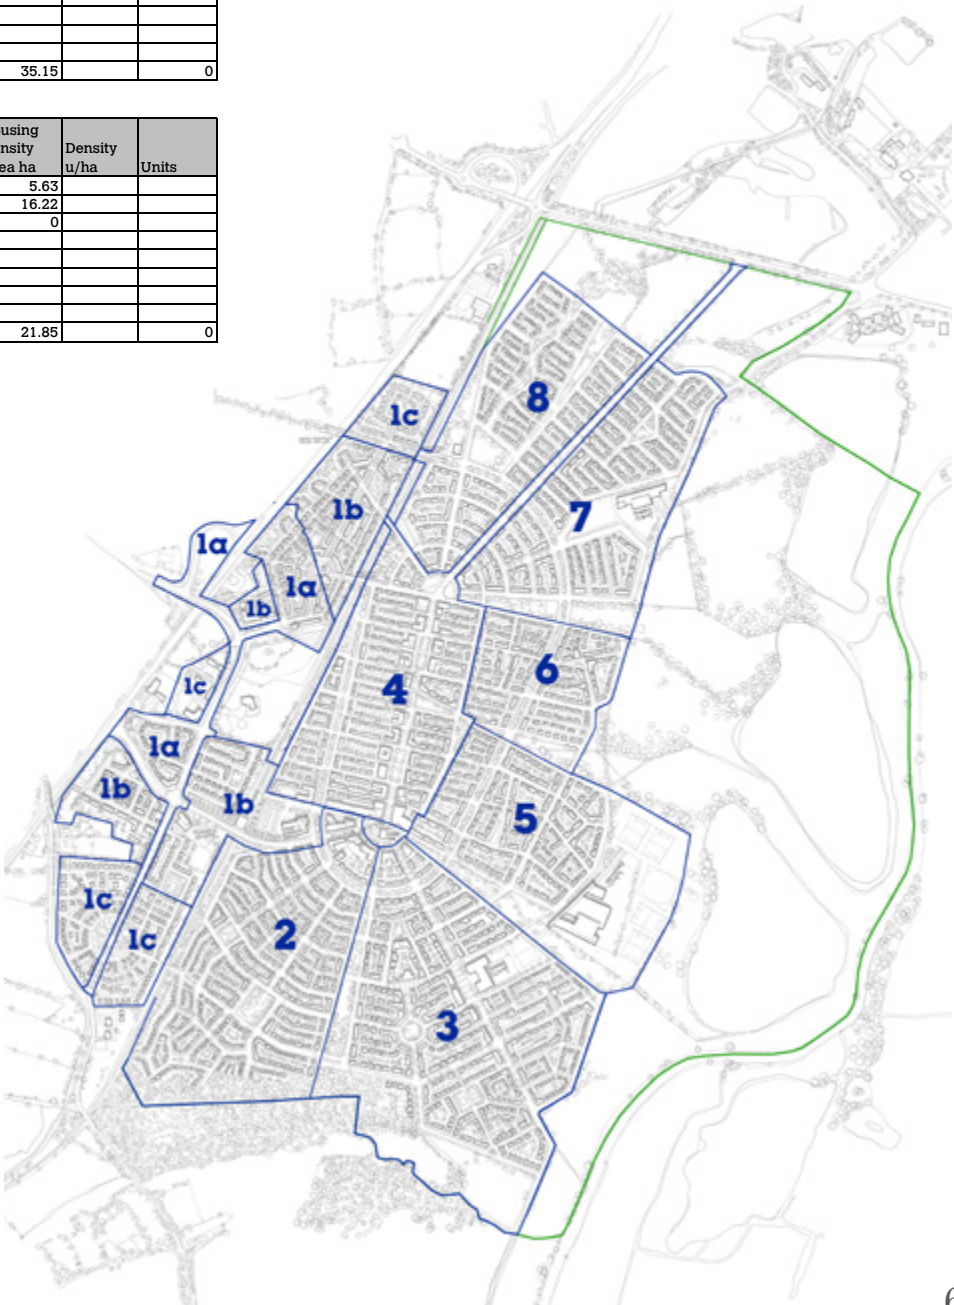 35.15 0
using
nsity Density
ea ha u/ha Units
5.63
16.22
0
21.85 0
8
1c
1b
7
1a
1a
1b
6
1c
4
1a
1b
1b
5
1c
2
1c
3
6